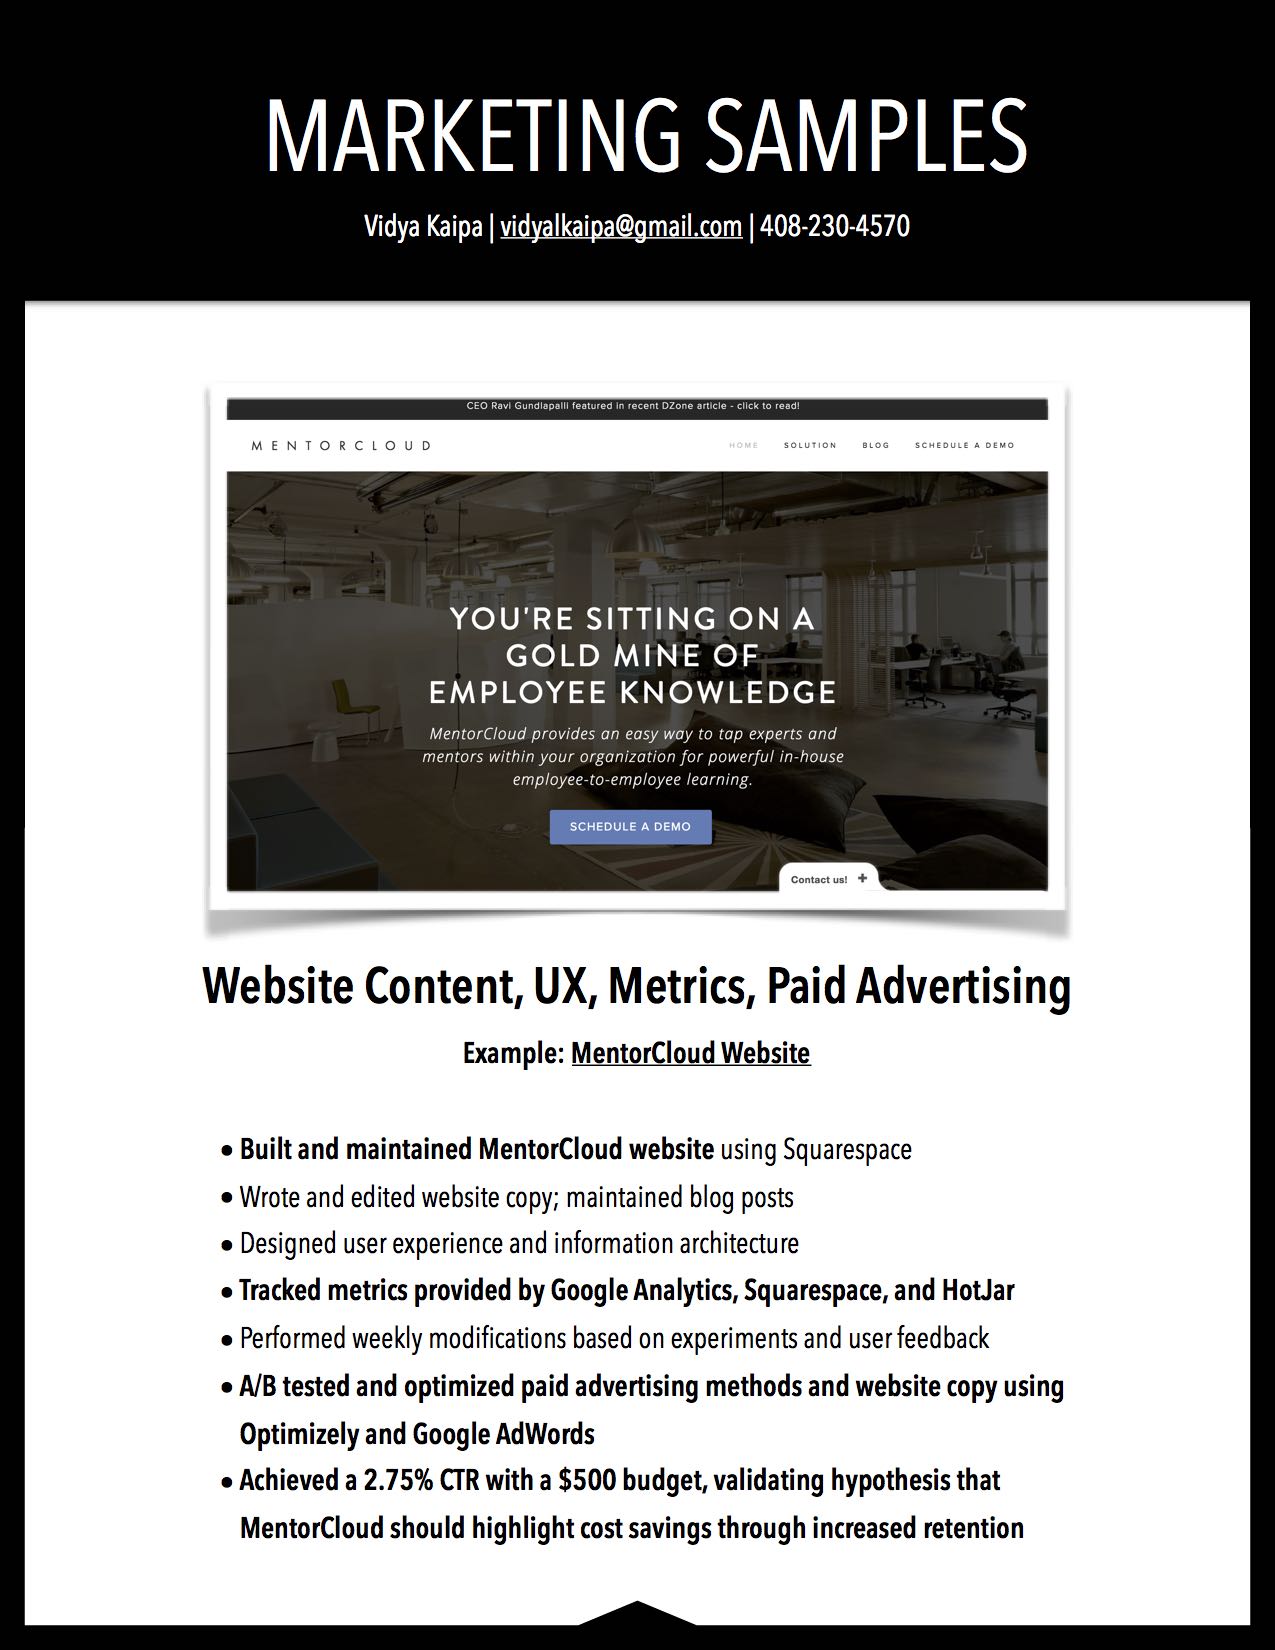 MARKETING SAMPLES
Vidya Kaipa | vidyalkaipa@gmail.com | 408-230-4570
CEO Ravi Gundlapalli featured in recent DZone article - click to read!
MENTORCLOUD HOME SOLUTION BLOG SCHEDULE A DEMO
YOU'RE SITTING ON A
GOLD MINE OF
EMPLOYEE KNOWLEDGE
MentorCloud provides an easy way to tap experts and
mentors within your organization for powerful in-house
employee-to-employee learning.
SCHEDULE A DEMO
Contact us! +
Website Content, UX, Metrics, Paid Advertising
Example: MentorCloud Website
• Built and maintained MentorCloud website using Squarespace
• Wrote and edited website copy; maintained blog posts
• Designed user experience and information architecture
• Tracked metrics provided by Google Analytics, Squarespace, and HotJar
• Performed weekly modifications based on experiments and user feedback
• A/B tested and optimized paid advertising methods and website copy using
Optimizely and Google AdWords
• Achieved a 2.75% CTR with a $500 budget, validating hypothesis that
MentorCloud should highlight cost savings through increased retention